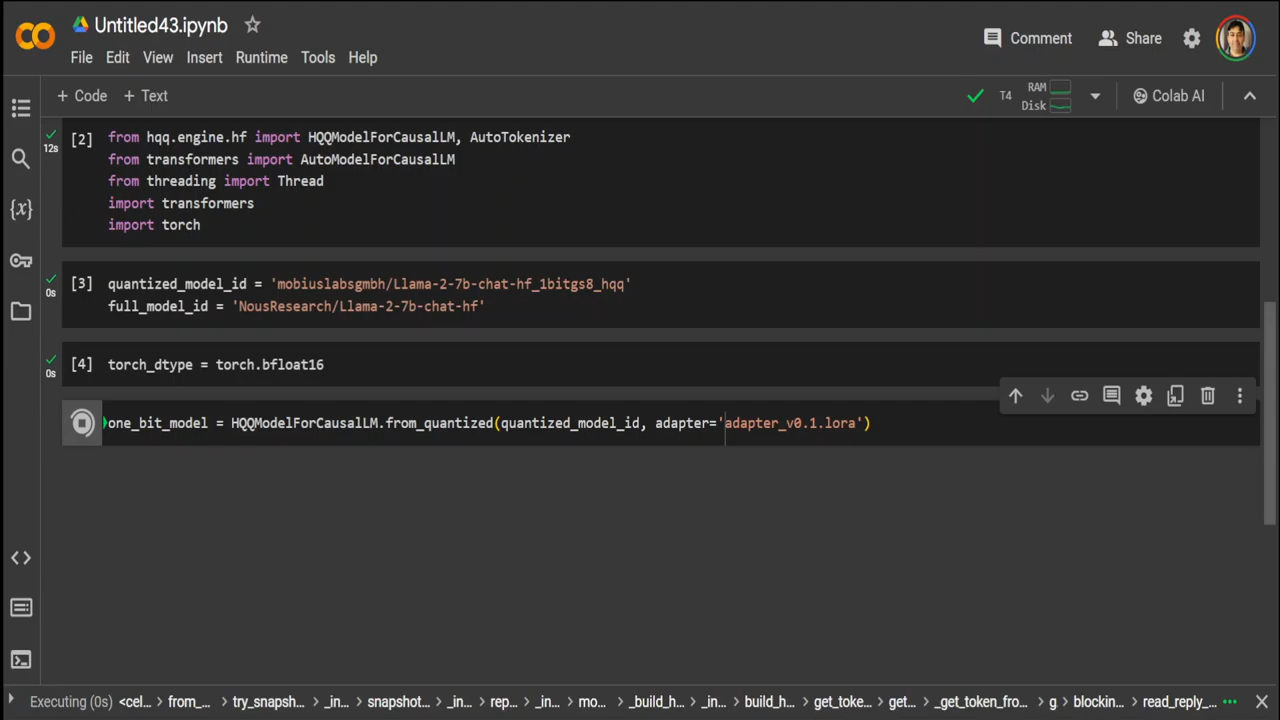 Untitled43.ipynb
Comment
Share
File Edit View Insert Runtime Tools Help
+ Code + Text
T4
RAM
Disk
Colab AI
12s
[2]
from hqq.engine.hf import HQQModelForCausalLM, AutoTokenizer
from transformers import AutoModelForCausalLM
from threading import Thread
import transformers
import torch
0s
[3]
quantized_model_id = 'mobiuslabsgmbh/Llama-2-7b-chat-hf_1bitgs8_hqq'
full_model_id = 'NousResearch/Llama-2-7b-chat-hf'
0s
[4]
torch_dtype = torch.bfloat16
one_bit_model = HQQModelForCausalLM.from_quantized(quantized_model_id, adapter='adapter_v0.1.lora')
Executing (0s) <cel... from_... try_snapsh... _in... snapshot... _in... rep... _in... mo... _build_h... _in... build_h... get_toke... get... _get_token_fro... g blockin... read_reply_... ...